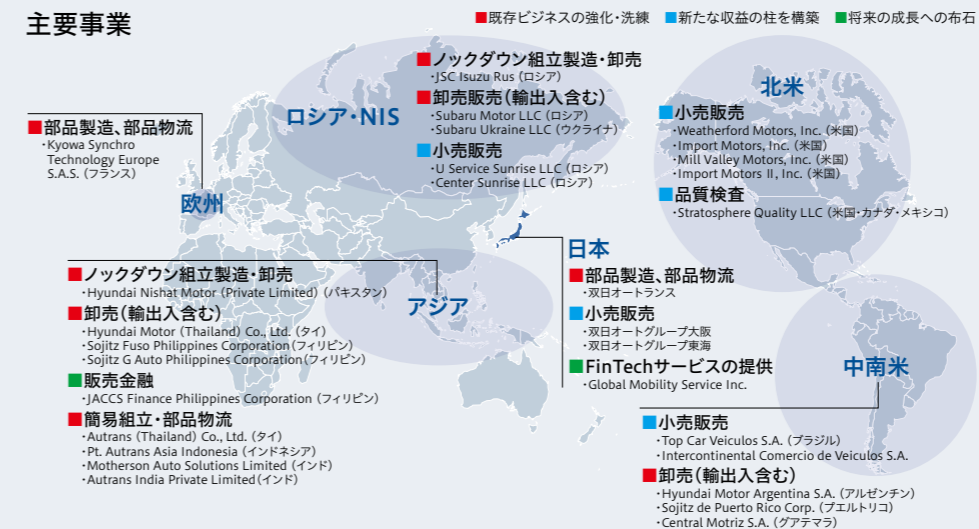 主要事業
■既存ビジネスの強化・洗練 ■新たな収益の柱を構築 ■将来の成長への布石
ロシア・NIS
■ノックダウン組立製造・卸売
・JSC Isuzu Rus（ロシア）
■卸売販売（輸出入含む）
・Subaru Motor LLC（ロシア）
・Subaru Ukraine LLC（ウクライナ）
■小売販売
・U Service Sunrise LLC（ロシア）
・Center Sunrise LLC（ロシア）
北米
■小売販売
・Weatherford Motors, Inc.（米国）
・Import Motors, Inc.（米国）
・Mill Valley Motors, Inc.（米国）
・Import Motors II, Inc.（米国）
■品質検査
・Stratosphere Quality LLC（米国・カナダ・メキシコ）
■部品製造、部品物流
・Kyowa Synchro
Technology Europe
S.A.S.（フランス）
欧州
アジア
■ノックダウン組立製造・卸売
・Hyundai Nishat Motor（Private Limited）（パキスタン）
■卸売（輸出入含む）
・Hyundai Motor（Thailand）Co., Ltd.（タイ）
・Sojitz Fuso Philippines Corporation（フィリピン）
・Sojitz G Auto Philippines Corporation（フィリピン）
■販売金融
・JACCS Finance Philippines Corporation（フィリピン）
■簡易組立・部品物流
・Autrans（Thailand）Co., Ltd.（タイ）
・Pt. Autrans Asia Indonesia（インドネシア）
・Motherson Auto Solutions Limited（インド）
・Autrans India Private Limited（インド）
日本
■部品製造、部品物流
・双日オートランス
■小売販売
・双日オートグループ大阪
・双日オートグループ東海
■FinTechサービスの提供
・Global Mobility Service Inc.
中南米
■小売販売
・Top Car Veiculos S.A.（ブラジル）
・Intercontinental Comercio de Veiculos S.A.
■卸売（輸出入含む）
・Hyundai Motor Argentina S.A.（アルゼンチン）
・Sojitz de Puerto Rico Corp.（プエルトリコ）
・Central Motriz S.A.（グアテマラ）